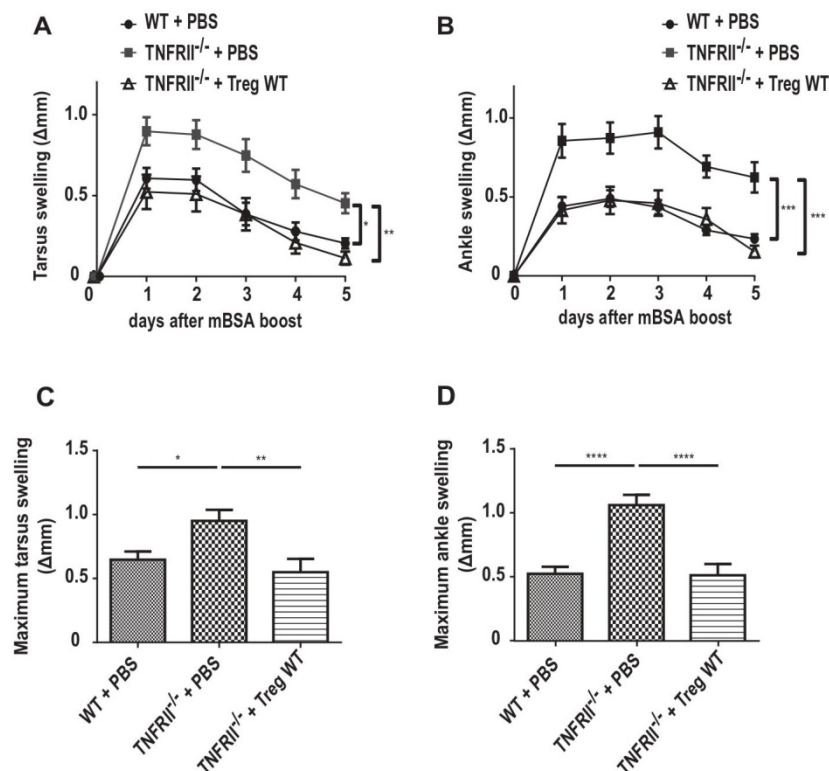 A
WT + PBS
TNFRII-/- + PBS
TNFRII-/- + Treg WT
Tarsus swelling (Δmm)
1.0
0.5
0
*
**
0 1 2 3 4 5
days after mBSA boost
B
WT + PBS
TNFRII-/- + PBS
TNFRII-/- + Treg WT
Ankle swelling (Δmm)
1.0
0.5
0
***
***
0 1 2 3 4 5
days after mBSA boost
C
Maximum tarsus swelling
(Δmm)
1.5
1.0
0.5
0
*
**
WT + PBS
TNFRII-/- + PBS
TNFRII-/- + Treg WT
D
Maximum ankle swelling
(Δmm)
1.5
1.0
0.5
0
****
****
WT + PBS
TNFRII-/- + PBS
TNFRII-/- + Treg WT